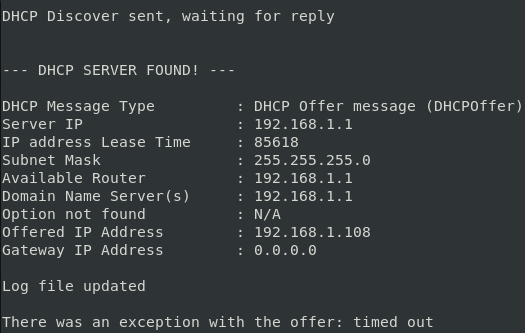 DHCP Discover sent, waiting for reply
--- DHCP SERVER FOUND! ---
DHCP Message Type : DHCP Offer message (DHCPOffer)
Server IP : 192.168.1.1
IP address Lease Time : 85618
Subnet Mask : 255.255.255.0
Available Router : 192.168.1.1
Domain Name Server(s) : 192.168.1.1
Option not found : N/A
Offered IP Address : 192.168.1.108
Gateway IP Address : 0.0.0.0
Log file updated
There was an exception with the offer: timed out